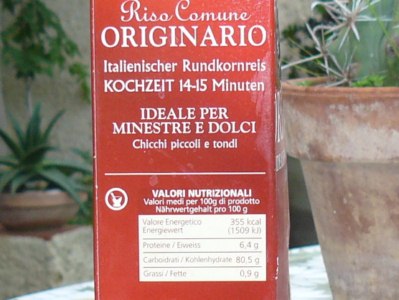 Riso Comune
ORIGINARIO
Italienischer Rundkornreis
KOCHZEIT 14-15 Minuten
IDEALE PER
MINESTRE E DOLCI
Chicchi piccoli e tondi
VALORI NUTRIZIONALI
Valori medi per 100g di prodotto
Nährwertgehalt pro 100 g
Valore Energetico 355 kcal
Energiewert (1509 kJ)
Proteine / Eiweiss 6,4 g
Carboidrati / Kohlenhydrate 80,5 g
Grassi / Fette 0,9 g